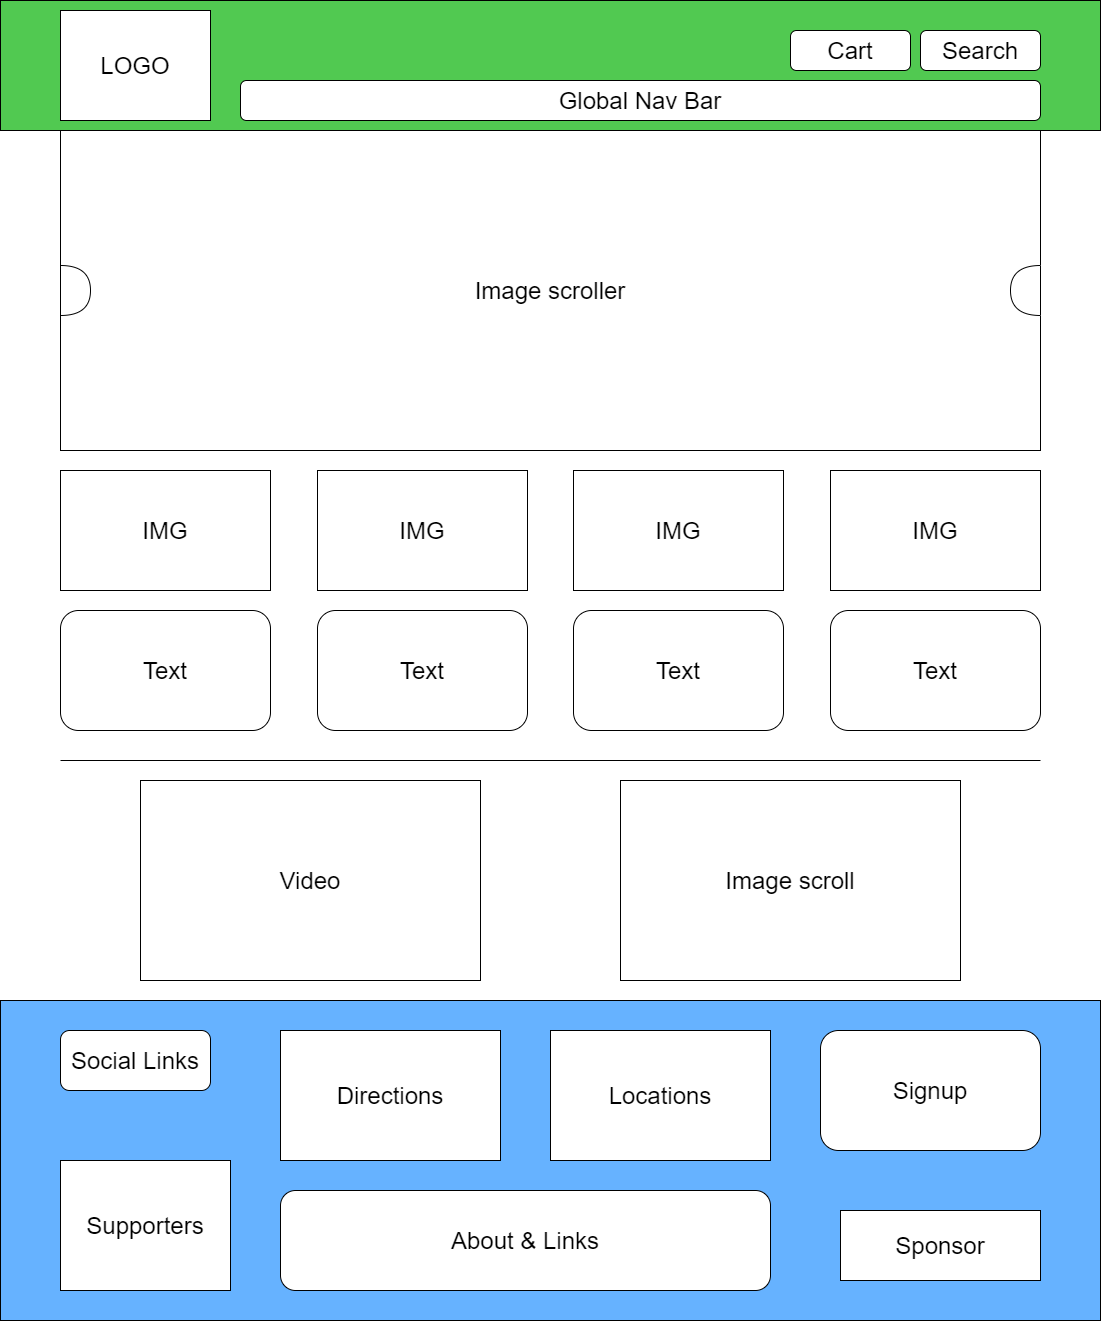 LOGO
Cart
Search
Global Nav Bar
Image scroller
IMG
IMG
IMG
IMG
Text
Text
Text
Text
Video
Image scroll
Social Links
Directions
Locations
Signup
Supporters
About & Links
Sponsor